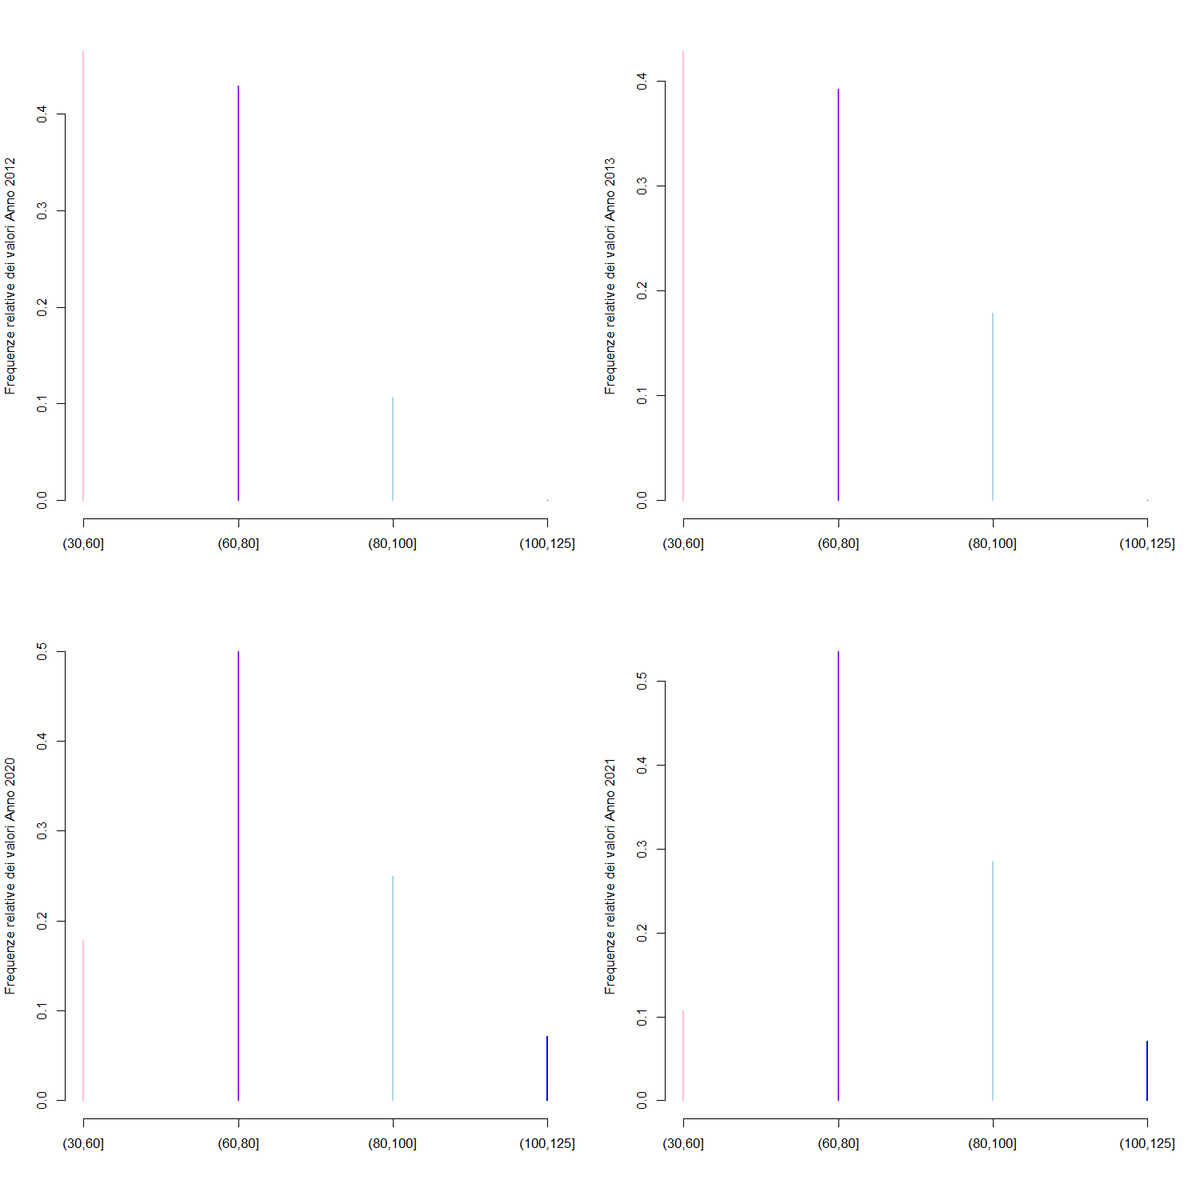 Frequenze relative dei valori Anno 2012
0.4
0.3
0.2
0.1
0.0
(30,60] (60,80] (80,100] (100,125]
Frequenze relative dei valori Anno 2013
0.4
0.3
0.2
0.1
0.0
(30,60] (60,80] (80,100] (100,125]
Frequenze relative dei valori Anno 2020
0.5
0.4
0.3
0.2
0.1
0.0
(30,60] (60,80] (80,100] (100,125]
Frequenze relative dei valori Anno 2021
0.5
0.4
0.3
0.2
0.1
0.0
(30,60] (60,80] (80,100] (100,125]